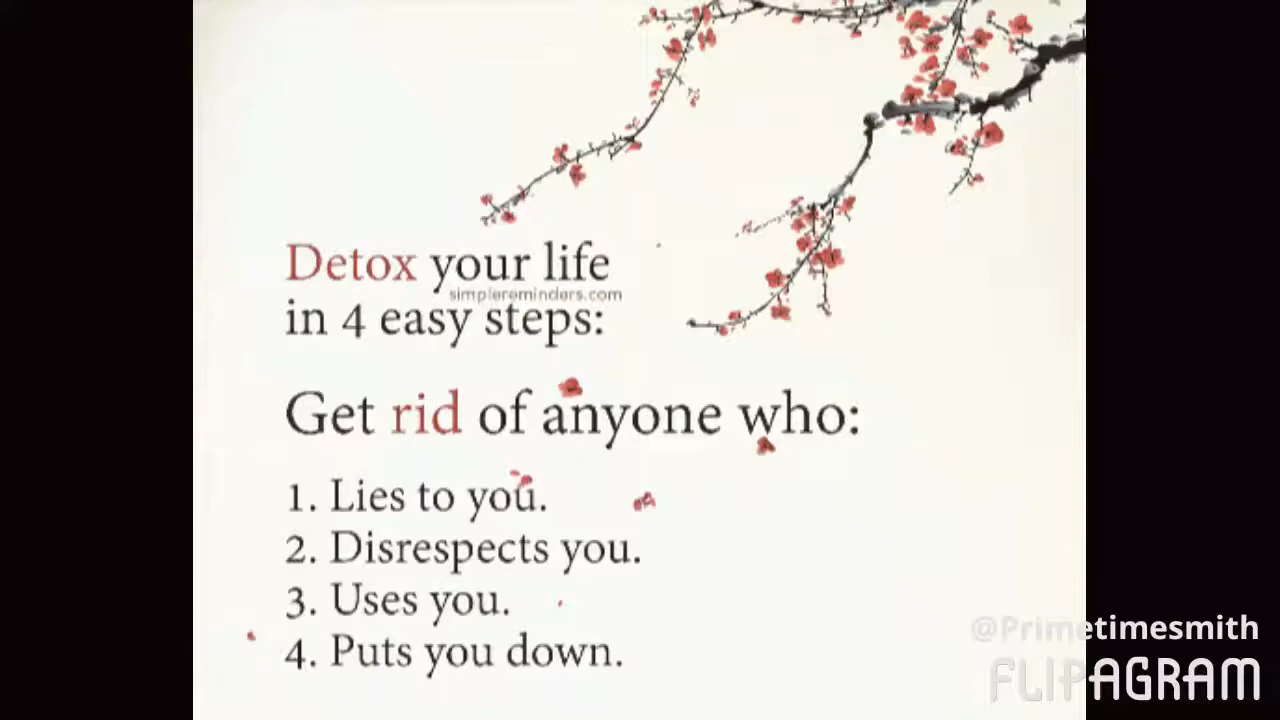 Detox your life
simplereminders.com
in 4 easy steps:
Get rid of anyone who:
1. Lies to you.
2. Disrespects you.
3. Uses you.
4. Puts you down.
@Primetimesmith
FLIPAGRAM